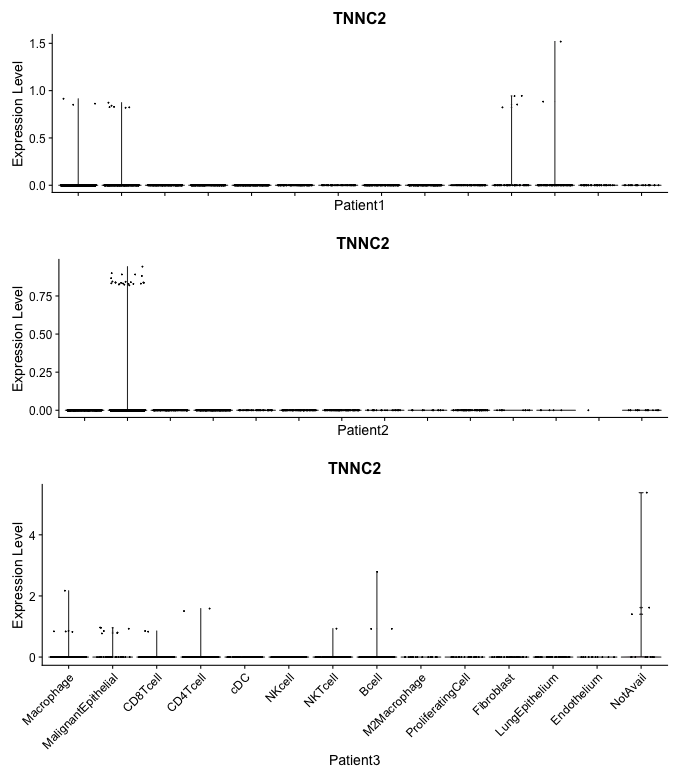 TNNC2
1.5
1.0
0.5
0.0
Expression Level
Patient1
TNNC2
0.75
0.50
0.25
0.00
Expression Level
Patient2
TNNC2
4
2
0
Expression Level
Macrophage
MalignantEpithelial
CD8Tcell
CD4Tcell
cDC
NKcell
NKTcell
Bcell
M2Macrophage
ProliferatingCell
Fibroblast
LungEpithelium
Endothelium
NotAvail
Patient3